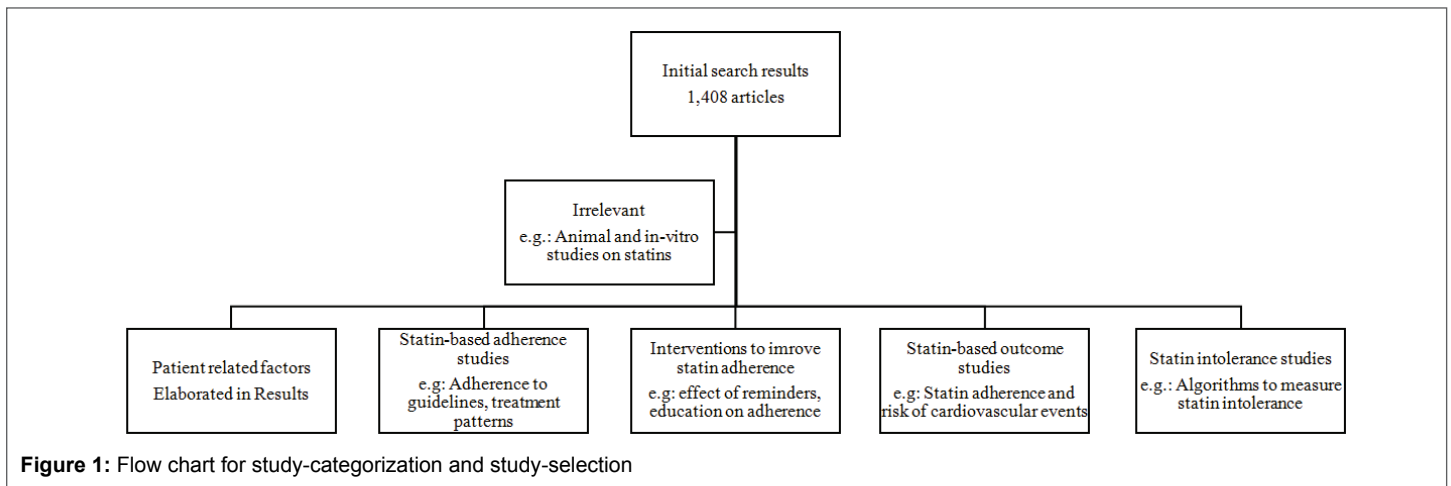 Initial search results
1,408 articles
Irrelevant
e.g.: Animal and in-vitro
studies on statins
Patient related factors
Elaborated in Results
Statin-based adherence
studies
e.g: Adherence to
guidelines, treatment
patterns
Interventions to imrove
statin adherence
e.g: effect of reminders,
education on adherence
Statin-based outcome
studies
e.g: Statin adherence and
risk of cardiovascular events
Statin intolerance studies
e.g.: Algorithms to measure
statin intolerance
Figure 1: Flow chart for study-categorization and study-selection